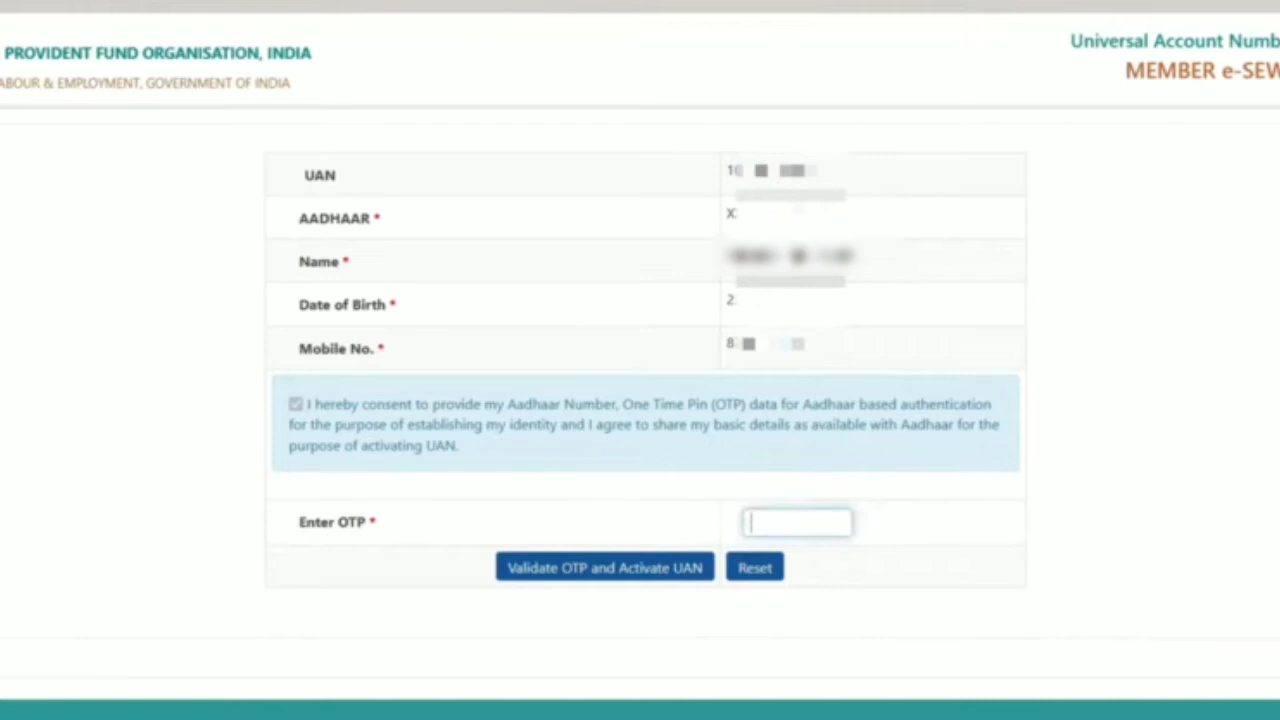 PROVIDENT FUND ORGANISATION, INDIA
ABOUR & EMPLOYMENT, GOVERNMENT OF INDIA
Universal Account Numb
MEMBER e-SEW
UAN
AADHAAR * X
Name *
Date of Birth * 2
Mobile No. * 8
I hereby consent to provide my Aadhaar Number, One Time Pin (OTP) data for Aadhaar based authentication
for the purpose of establishing my identity and I agree to share my basic details as available with Aadhaar for the
purpose of activating UAN.
Enter OTP *
Validate OTP and Activate UAN Reset